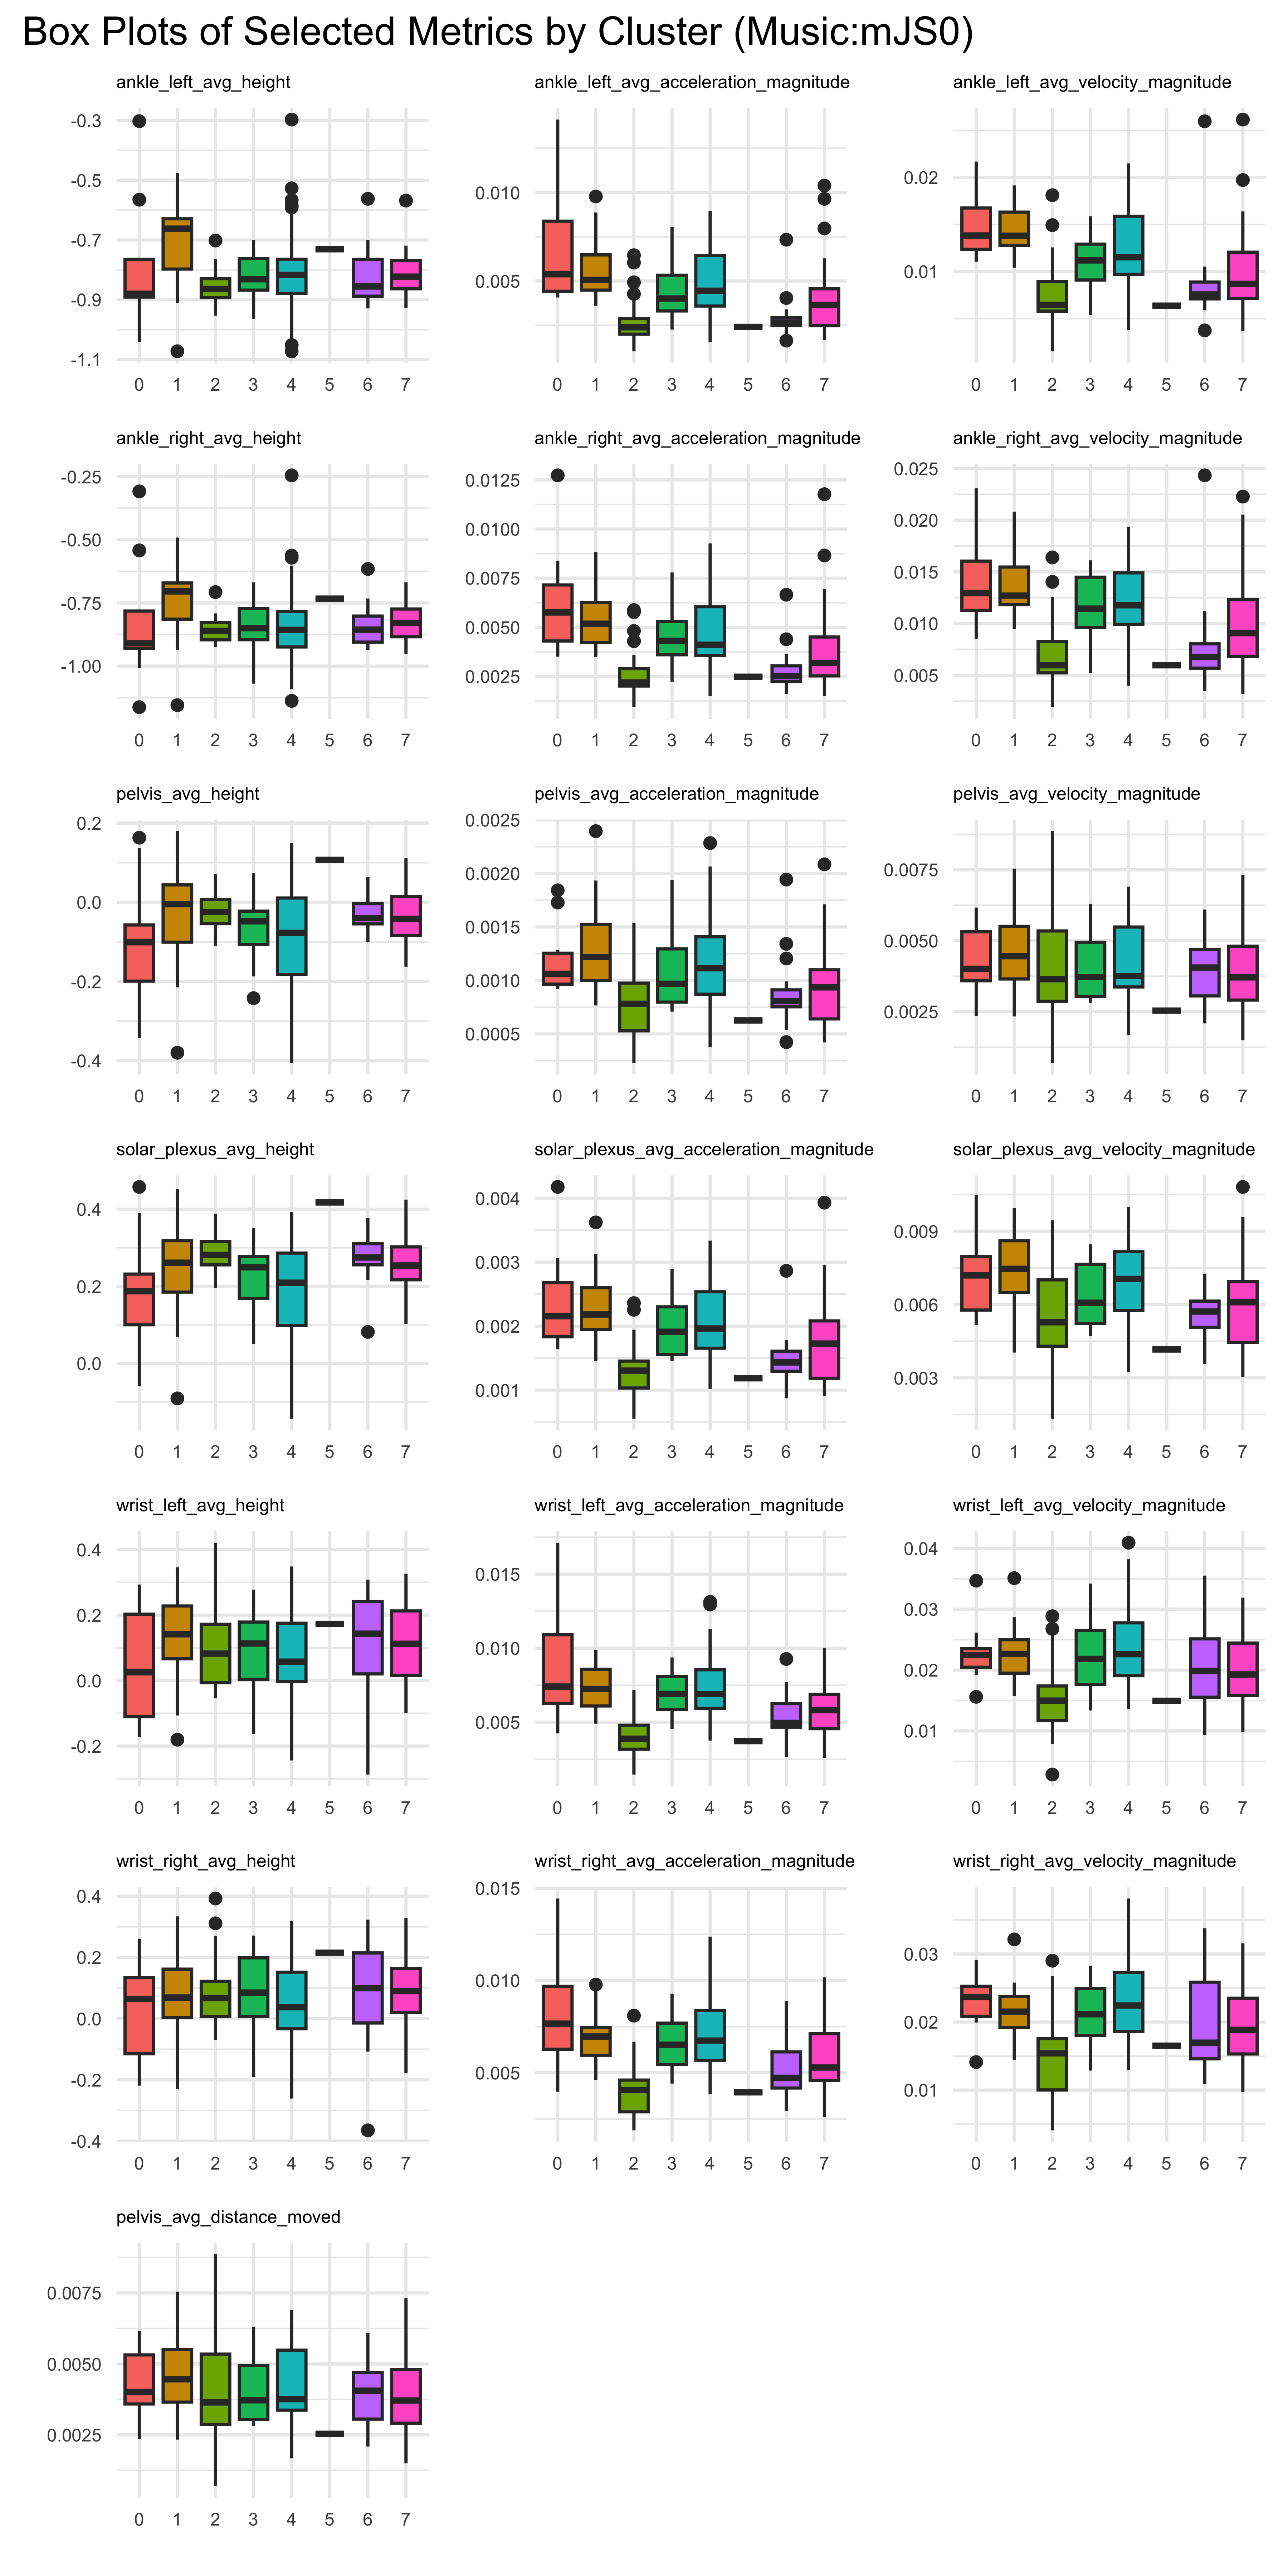 Box Plots of Selected Metrics by Cluster (Music:mJS0)
ankle_left_avg_height
ankle_left_avg_acceleration_magnitude
ankle_left_avg_velocity_magnitude
-0.3
-0.5
-0.7
-0.9
-1.1
0 1 2 3 4 5 6 7
0.010
0.005
0 1 2 3 4 5 6 7
0.02
0.01
0 1 2 3 4 5 6 7
ankle_right_avg_height
ankle_right_avg_acceleration_magnitude
ankle_right_avg_velocity_magnitude
-0.25
-0.50
-0.75
-1.00
0 1 2 3 4 5 6 7
0.0125
0.0100
0.0075
0.0050
0.0025
0 1 2 3 4 5 6 7
0.025
0.020
0.015
0.010
0.005
0 1 2 3 4 5 6 7
pelvis_avg_height
pelvis_avg_acceleration_magnitude
pelvis_avg_velocity_magnitude
0.2
0.0
-0.2
-0.4
0 1 2 3 4 5 6 7
0.0025
0.0020
0.0015
0.0010
0.0005
0 1 2 3 4 5 6 7
0.0075
0.0050
0.0025
0 1 2 3 4 5 6 7
solar_plexus_avg_height
solar_plexus_avg_acceleration_magnitude
solar_plexus_avg_velocity_magnitude
0.4
0.2
0.0
0 1 2 3 4 5 6 7
0.004
0.003
0.002
0.001
0 1 2 3 4 5 6 7
0.009
0.006
0.003
0 1 2 3 4 5 6 7
wrist_left_avg_height
wrist_left_avg_acceleration_magnitude
wrist_left_avg_velocity_magnitude
0.4
0.2
0.0
-0.2
0 1 2 3 4 5 6 7
0.015
0.010
0.005
0 1 2 3 4 5 6 7
0.04
0.03
0.02
0.01
0 1 2 3 4 5 6 7
wrist_right_avg_height
wrist_right_avg_acceleration_magnitude
wrist_right_avg_velocity_magnitude
0.4
0.2
0.0
-0.2
-0.4
0 1 2 3 4 5 6 7
0.015
0.010
0.005
0 1 2 3 4 5 6 7
0.03
0.02
0.01
0 1 2 3 4 5 6 7
pelvis_avg_distance_moved
0.0075
0.0050
0.0025
0 1 2 3 4 5 6 7